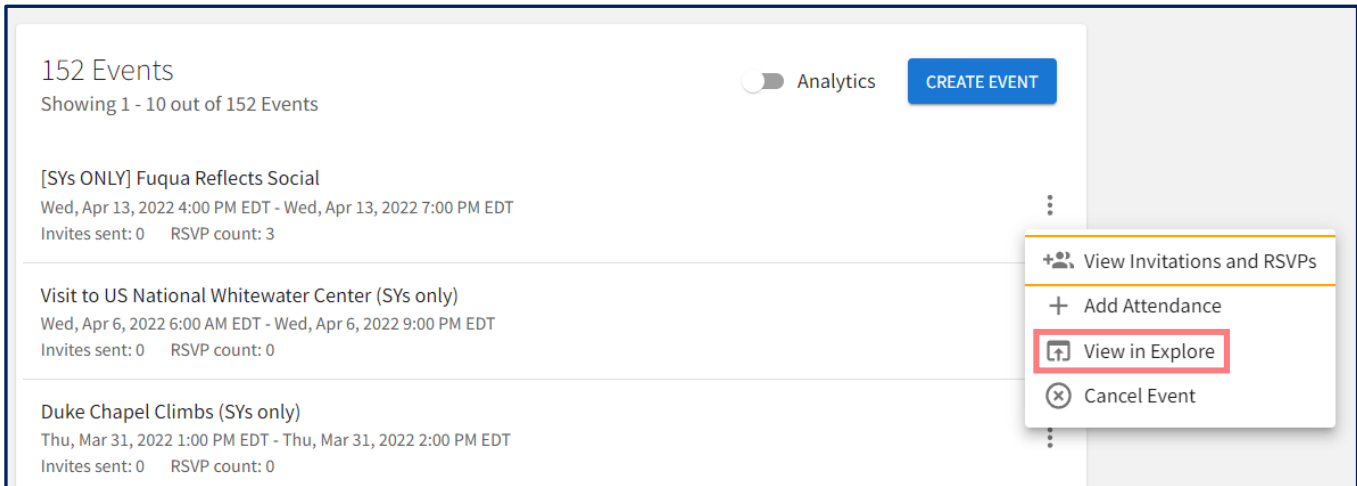 152 Events
Showing 1 - 10 out of 152 Events
Analytics
CREATE EVENT
[SYs ONLY] Fuqua Reflects Social
Wed, Apr 13, 2022 4:00 PM EDT - Wed, Apr 13, 2022 7:00 PM EDT
Invites sent: 0 RSVP count: 3
Visit to US National Whitewater Center (SYs only)
Wed, Apr 6, 2022 6:00 AM EDT - Wed, Apr 6, 2022 9:00 PM EDT
Invites sent: 0 RSVP count: 0
Duke Chapel Climbs (SYs only)
Thu, Mar 31, 2022 1:00 PM EDT - Thu, Mar 31, 2022 2:00 PM EDT
Invites sent: 0 RSVP count: 0
View Invitations and RSVPs
Add Attendance
View in Explore
Cancel Event